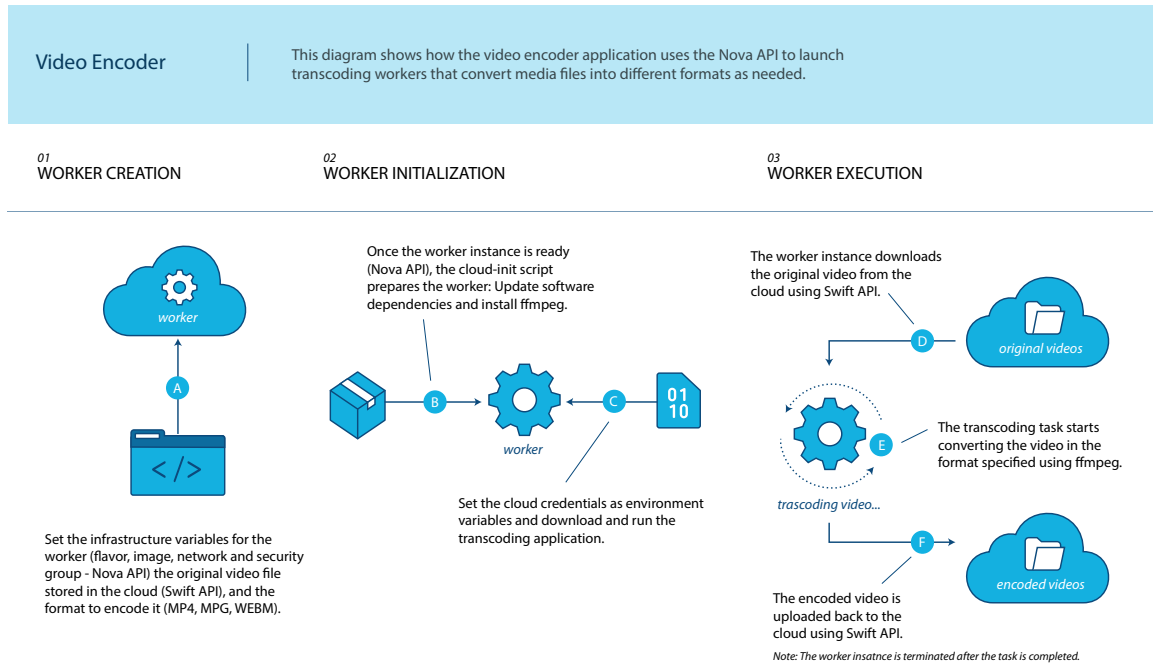 Video Encoder
This diagram shows how the video encoder application uses the Nova API to launch
transcoding workers that convert media files into different formats as needed.
01
WORKER CREATION
02
WORKER INITIALIZATION
03
WORKER EXECUTION
worker
A
</>
Set the infrastructure variables for the
worker (flavor, image, network and security
group - Nova API) the original video file
stored in the cloud (Swift API), and the
format to encode it (MP4, MPG, WEBM).
Once the worker instance is ready
(Nova API), the cloud-init script
prepares the worker: Update software
dependencies and install ffmpeg.
B
C
01
10
worker
Set the cloud credentials as environment
variables and download and run the
transcoding application.
The worker instance downloads
the original video from the
cloud using Swift API.
D
original videos
E
The transcoding task starts
converting the video in the
format specified using ffmpeg.
trascoding video...
F
encoded videos
The encoded video is
uploaded back to the
cloud using Swift API.
Note: The worker insatnce is terminated after the task is completed.